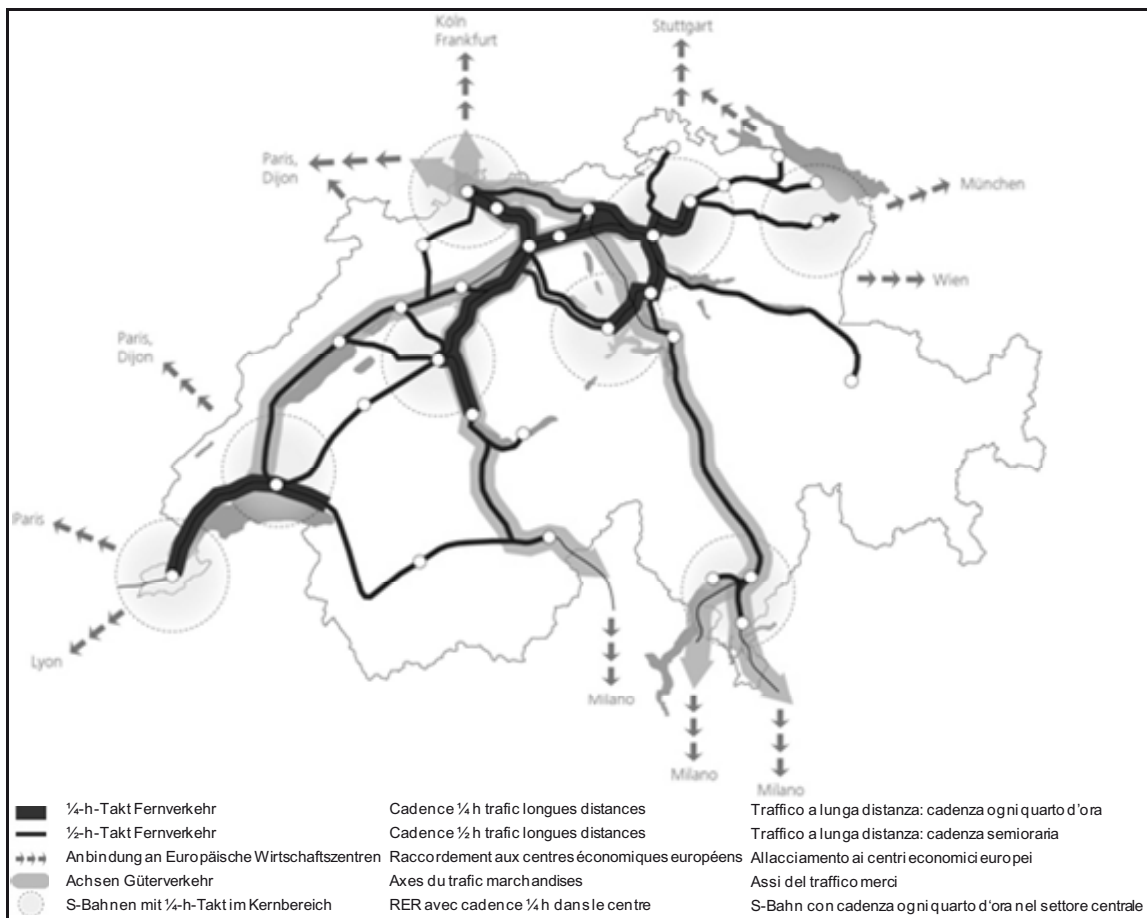 Köln
Frankfurt
Stuttgart
Paris,
Dijon
München
Wien
Paris,
Dijon
Paris
Lyon
Milano
Milano
Milano
¼-h-Takt Fernverkehr Cadence ¼ h trafic longues distances Traffico a lunga distanza: cadenza ogni quarto d'ora
½-h-Takt Fernverkehr Cadence ½ h trafic longues distances Traffico a lunga distanza: cadenza semioraria
Anbindung an Europäische Wirtschaftszentren Raccordement aux centres économiques européens Allacciamento ai centri economici europei
Achsen Güterverkehr Axes du trafic marchandises Assi del traffico merci
S-Bahnen mit ¼-h-Takt im Kernbereich RER avec cadence ¼ h dans le centre S-Bahn con cadenza ogni quarto d'ora nel settore centrale